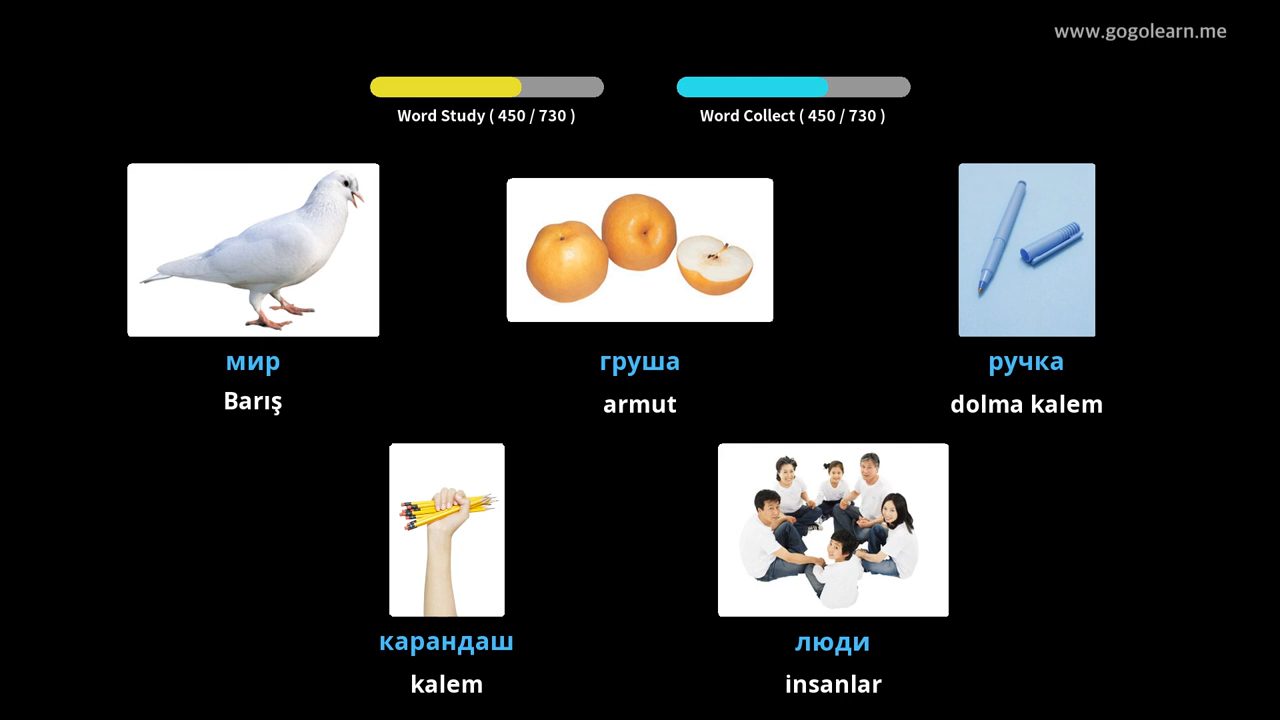 www.gogolearn.me
Word Study ( 450 / 730 )
Word Collect ( 450 / 730 )
мир
Barış
груша
armut
ручка
dolma kalem
карандаш
kalem
люди
insanlar